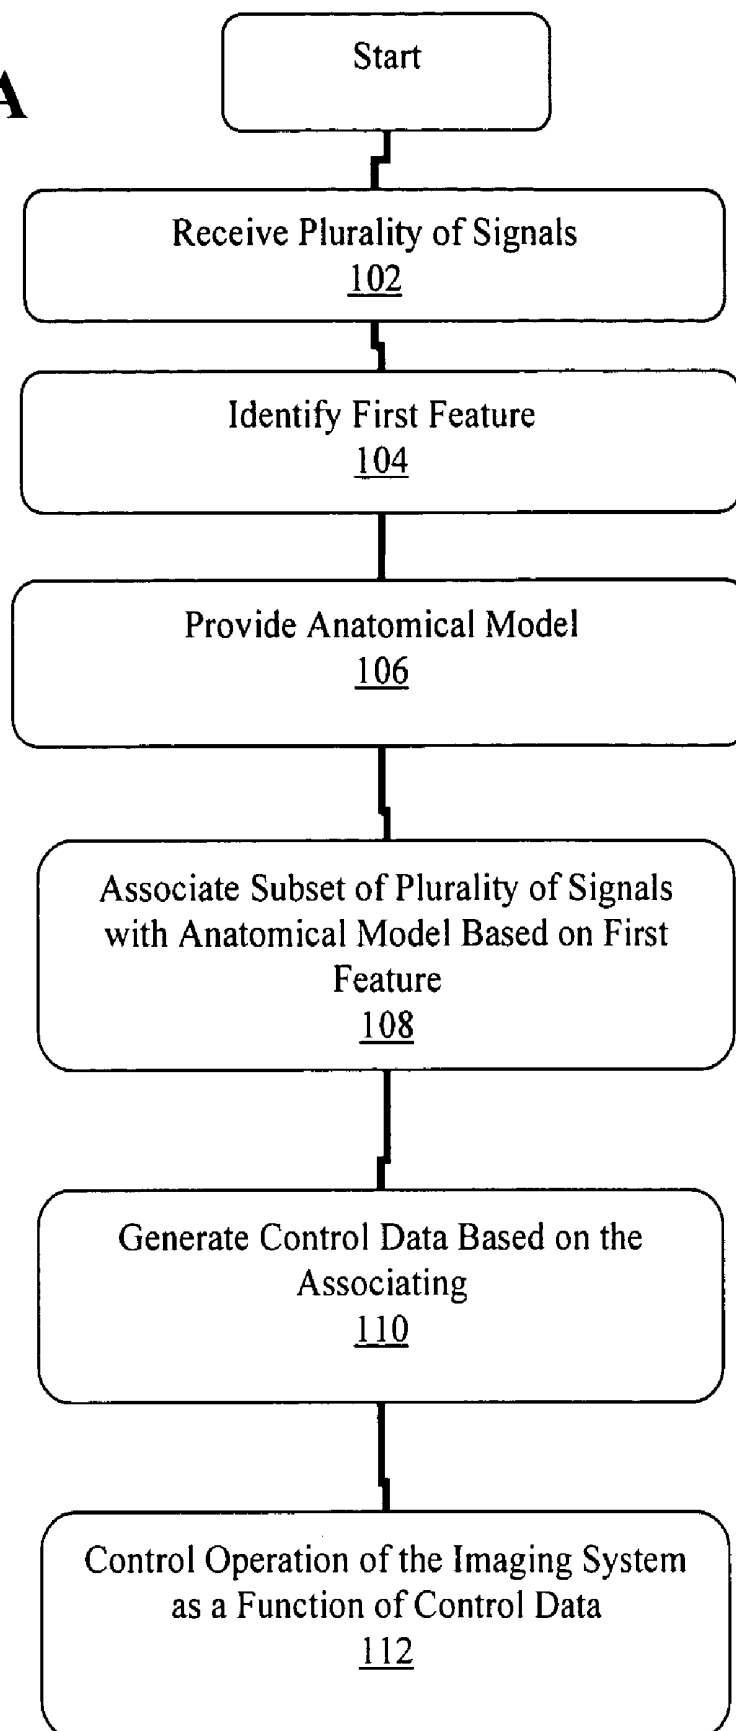 A
Start
Receive Plurality of Signals
102
Identify First Feature
104
Provide Anatomical Model
106
Associate Subset of Plurality of Signals
with Anatomical Model Based on First
Feature
108
Generate Control Data Based on the
Associating
110
Control Operation of the Imaging System
as a Function of Control Data
112